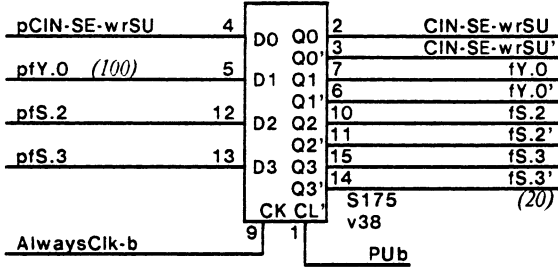 pCIN-SE-wrSU 4 D0 Q0 2 CIN-SE-wrSU
Q0' 3 CIN-SE-wrSU'
pfY.0 (100) 5 D1 Q1 7 fY.0
Q1' 6 fY.0'
pfS.2 12 D2 Q2 10 fS.2
Q2' 11 fS.2'
pfS.3 13 D3 Q3 15 fS.3
Q3' 14 fS.3'
S175 (20)
CK CL' v38
AlwaysClk-b 9 1 PUb